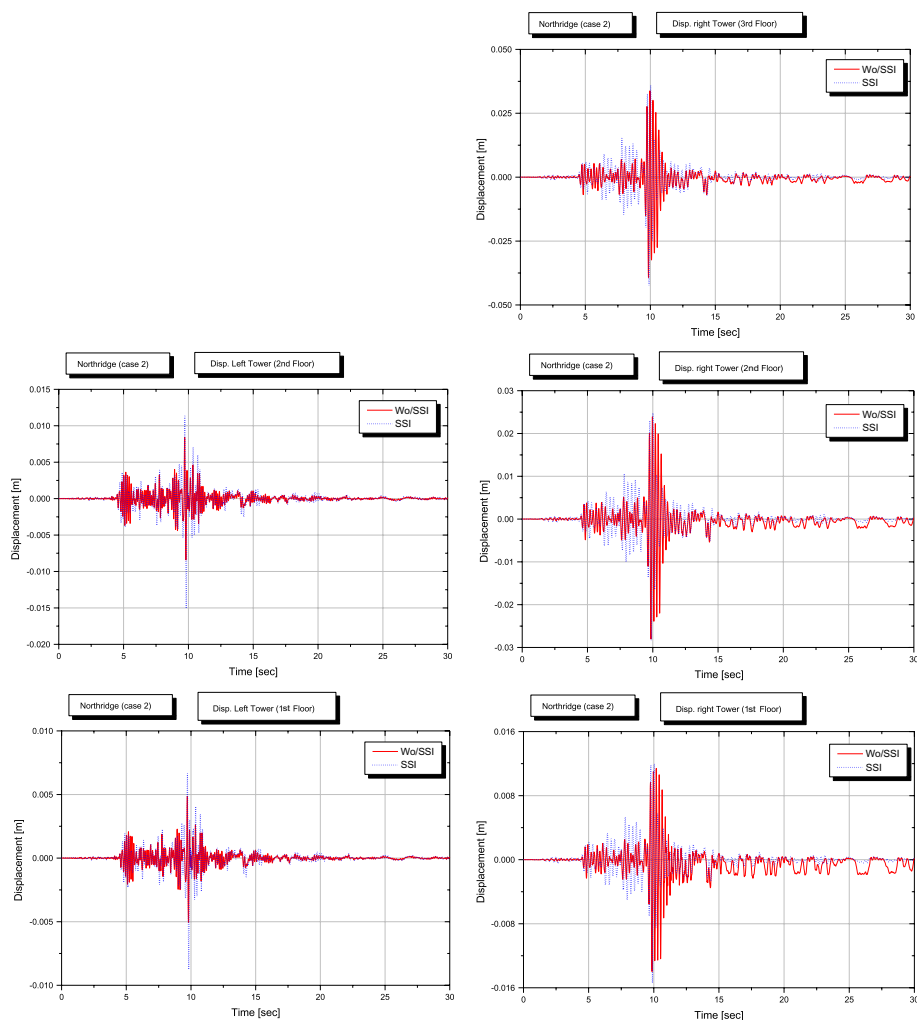 Northridge (case 2)
Disp. right Tower (3rd Floor)
0.050
0.025
0.000
-0.025
-0.050
Displacement [m]
Wo/SSI
SSI
0 5 10 15 20 25 30
Time [sec]
Northridge (case 2)
Disp. Left Tower (2nd Floor)
0.015
0.010
0.005
0.000
-0.005
-0.010
-0.015
-0.020
Displacement [m]
Wo/SSI
SSI
0 5 10 15 20 25 30
Time [sec]
Northridge (case 2)
Disp. right Tower (2nd Floor)
0.03
0.02
0.01
0.00
-0.01
-0.02
-0.03
Displacement [m]
Wo/SSI
SSI
0 5 10 15 20 25 30
Time [sec]
Northridge (case 2)
Disp. Left Tower (1st Floor)
0.010
0.005
0.000
-0.005
-0.010
Displacement [m]
Wo/SSI
SSI
0 5 10 15 20 25 30
Time [sec]
Northridge (case 2)
Disp. right Tower (1st Floor)
0.016
0.008
0.000
-0.008
-0.016
Displacement [m]
Wo/SSI
SSI
0 5 10 15 20 25 30
Time [sec]